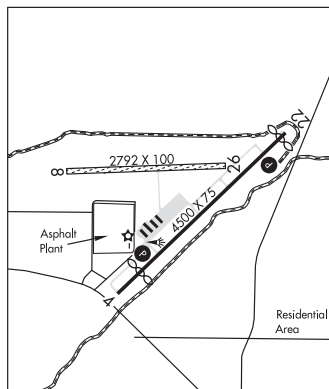 22
2792 X 100
26
8
P
4500 X 75
Asphalt
Plant
P
4
Residential
Area